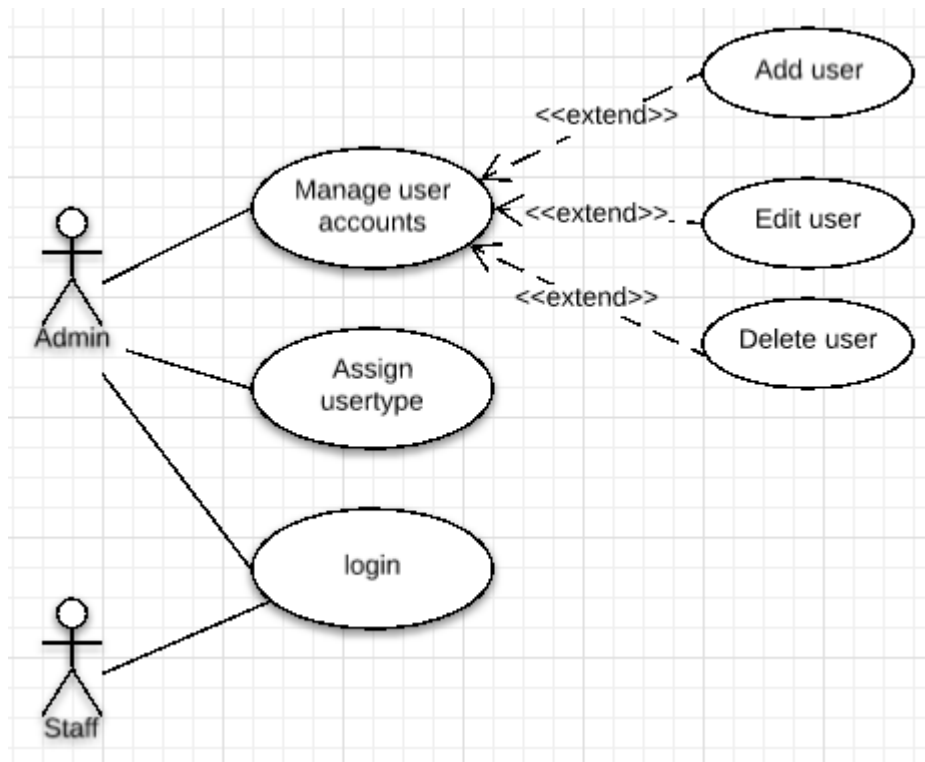 Add user
<<extend>>
Manage user
accounts
<<extend>>
Edit user
<<extend>>
Admin
Delete user
Assign
usertype
login
Staff